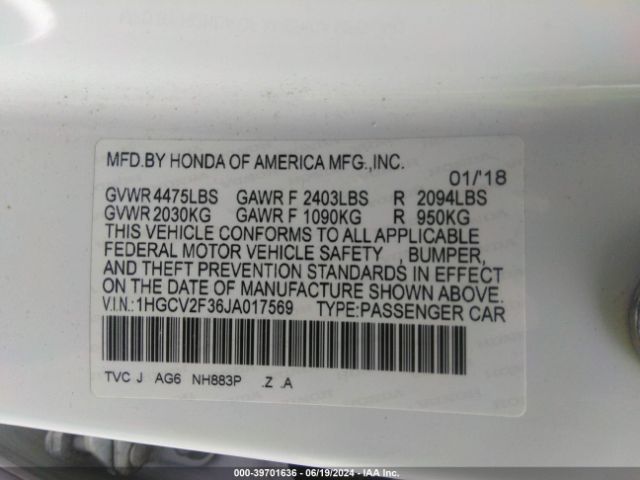 MFD.BY HONDA OF AMERICA MFG.,INC.
01/'18
GVWR 4475LBS GAWR F 2403LBS R 2094LBS
GVWR 2030KG GAWR F 1090KG R 950KG
THIS VEHICLE CONFORMS TO ALL APPLICABLE
FEDERAL MOTOR VEHICLE SAFETY , BUMPER,
AND THEFT PREVENTION STANDARDS IN EFFECT
ON THE DATE OF MANUFACTURE SHOWN ABOVE.
V.I.N.:1HGCV2F36JA017569 TYPE:PASSENGER CAR
TVC J AG6 NH883P .Z .A
000-39701636 - 06/19/2024 - IAA Inc.